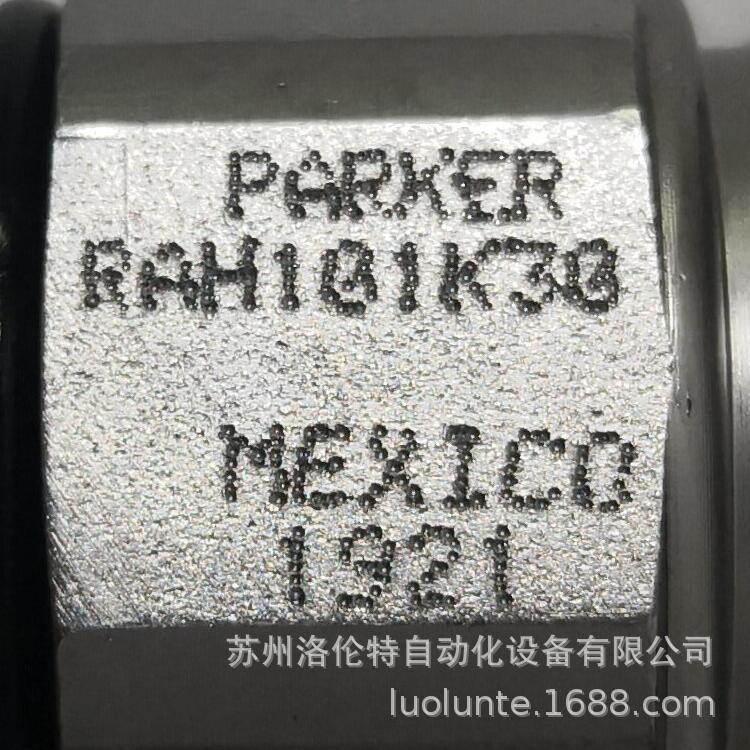 PARKER
RAH101K30
MEXICO
1921
苏州洛伦特自动化设备有限公司
luolunte.1688.com